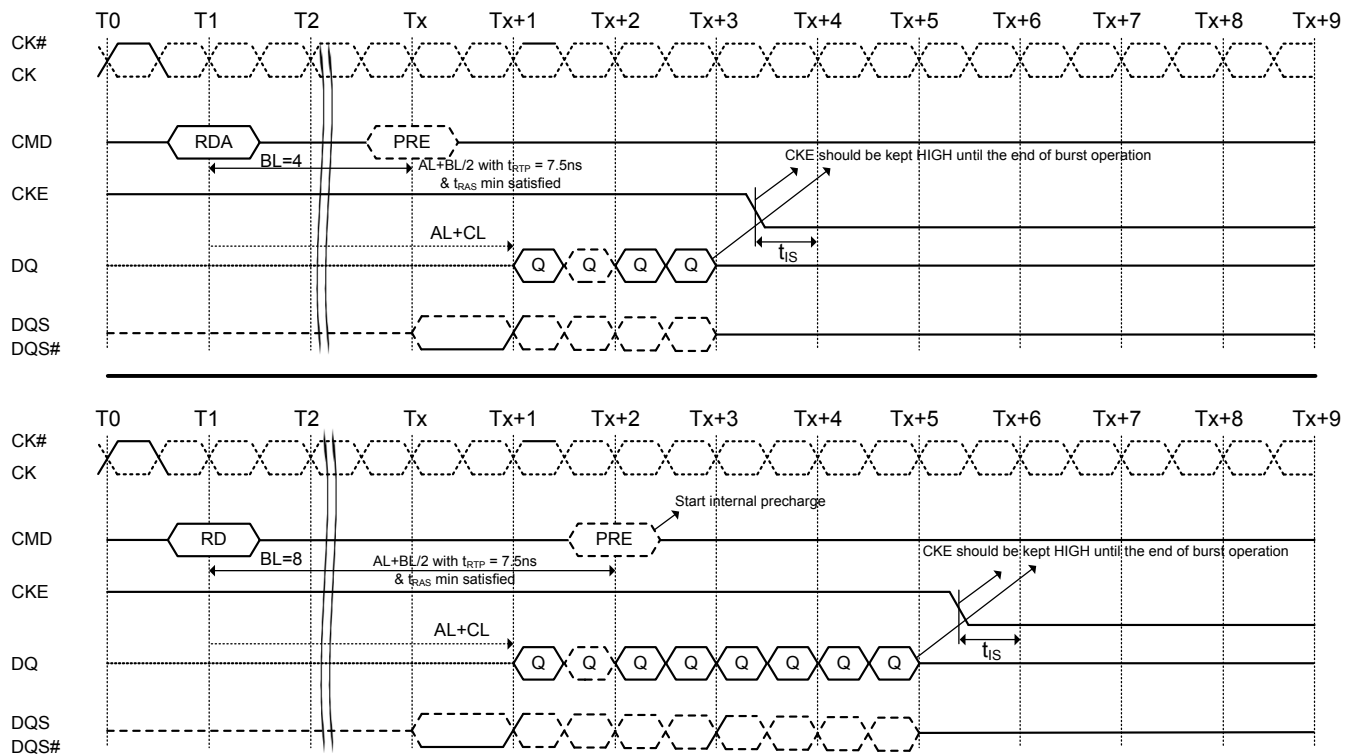 T0 T1 T2 Tx Tx+1 Tx+2 Tx+3 Tx+4 Tx+5 Tx+6 Tx+7 Tx+8 Tx+9
CK#
CK
CMD RDA PRE
BL=4 AL+BL/2 with tRTP = 7.5ns
& tRAS min satisfied
CKE should be kept HIGH until the end of burst operation
CKE
AL+CL
tIS
DQ Q Q Q Q
DQS
DQS#
T0 T1 T2 Tx Tx+1 Tx+2 Tx+3 Tx+4 Tx+5 Tx+6 Tx+7 Tx+8 Tx+9
CK#
CK
Start internal precharge
CMD RD PRE
BL=8 AL+BL/2 with tRTP = 7.5ns
& tRAS min satisfied
CKE should be kept HIGH until the end of burst operation
CKE
AL+CL
tIS
DQ Q Q Q Q Q Q Q Q
DQS
DQS#